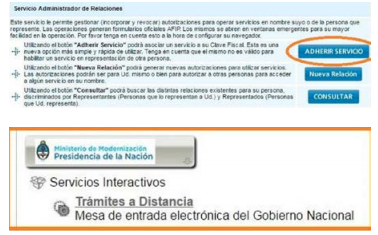 Servicio Administrador de Relaciones
Este servicio le permite gestionar (incorporar y revocar) autorizaciones para operar servicios en nombre suyo o de la persona que
representa. Las operaciones generan formularios oficiales AFIP. Los mismos se abren en ventanas emergentes para su mayor
facilidad en la operación. Por favor tenga en cuenta esto a la hora de configurar su navegador.
Utilizando el botón "Adherir Servicio" podrá asociar un servicio a su Clave Fiscal. Esta es una
nueva opción más simple y rápida de utilizar. Tenga en cuenta que el mismo no es válido para
habilitar un servicio en representación de otra persona.
ADHERIR SERVICIO
Utilizando el botón "Nueva Relación" podrá generar nuevas autorizaciones para utilizar servicios.
Las autorizaciones podrán ser para Ud. mismo o bien para autorizar a otras personas para acceder
a algún servicio en su nombre.
Nueva Relación
Utilizando el botón "Consultar" podrá buscar las distintas relaciones existentes para su persona,
discriminados por Representantes (Personas que lo representan a Ud.) y Representados (Personas
que Ud. representa).
CONSULTAR
Ministerio de Modernización
Presidencia de la Nación
Servicios Interactivos
Trámites a Distancia
Mesa de entrada electrónica del Gobierno Nacional